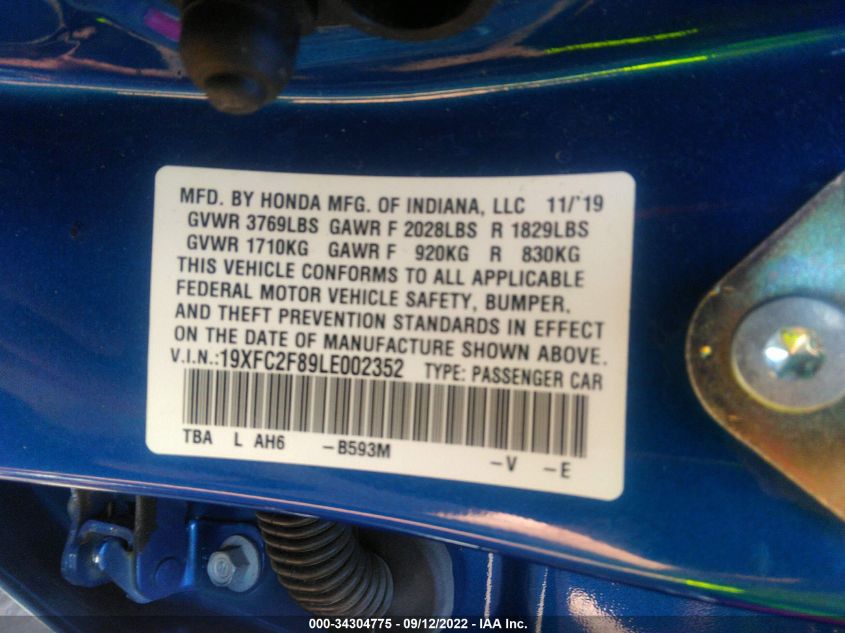 MFD. BY HONDA MFG. OF INDIANA, LLC 11/'19
GVWR 3769LBS GAWR F 2028LBS R 1829LBS
GVWR 1710KG GAWR F 920KG R 830KG
THIS VEHICLE CONFORMS TO ALL APPLICABLE
FEDERAL MOTOR VEHICLE SAFETY, BUMPER,
AND THEFT PREVENTION STANDARDS IN EFFECT
ON THE DATE OF MANUFACTURE SHOWN ABOVE.
V.I.N.:19XFC2F89LE002352 TYPE: PASSENGER CAR
TBA L AH6 -B593M
-V -E
000-34304775 - 09/12/2022 - IAA Inc.